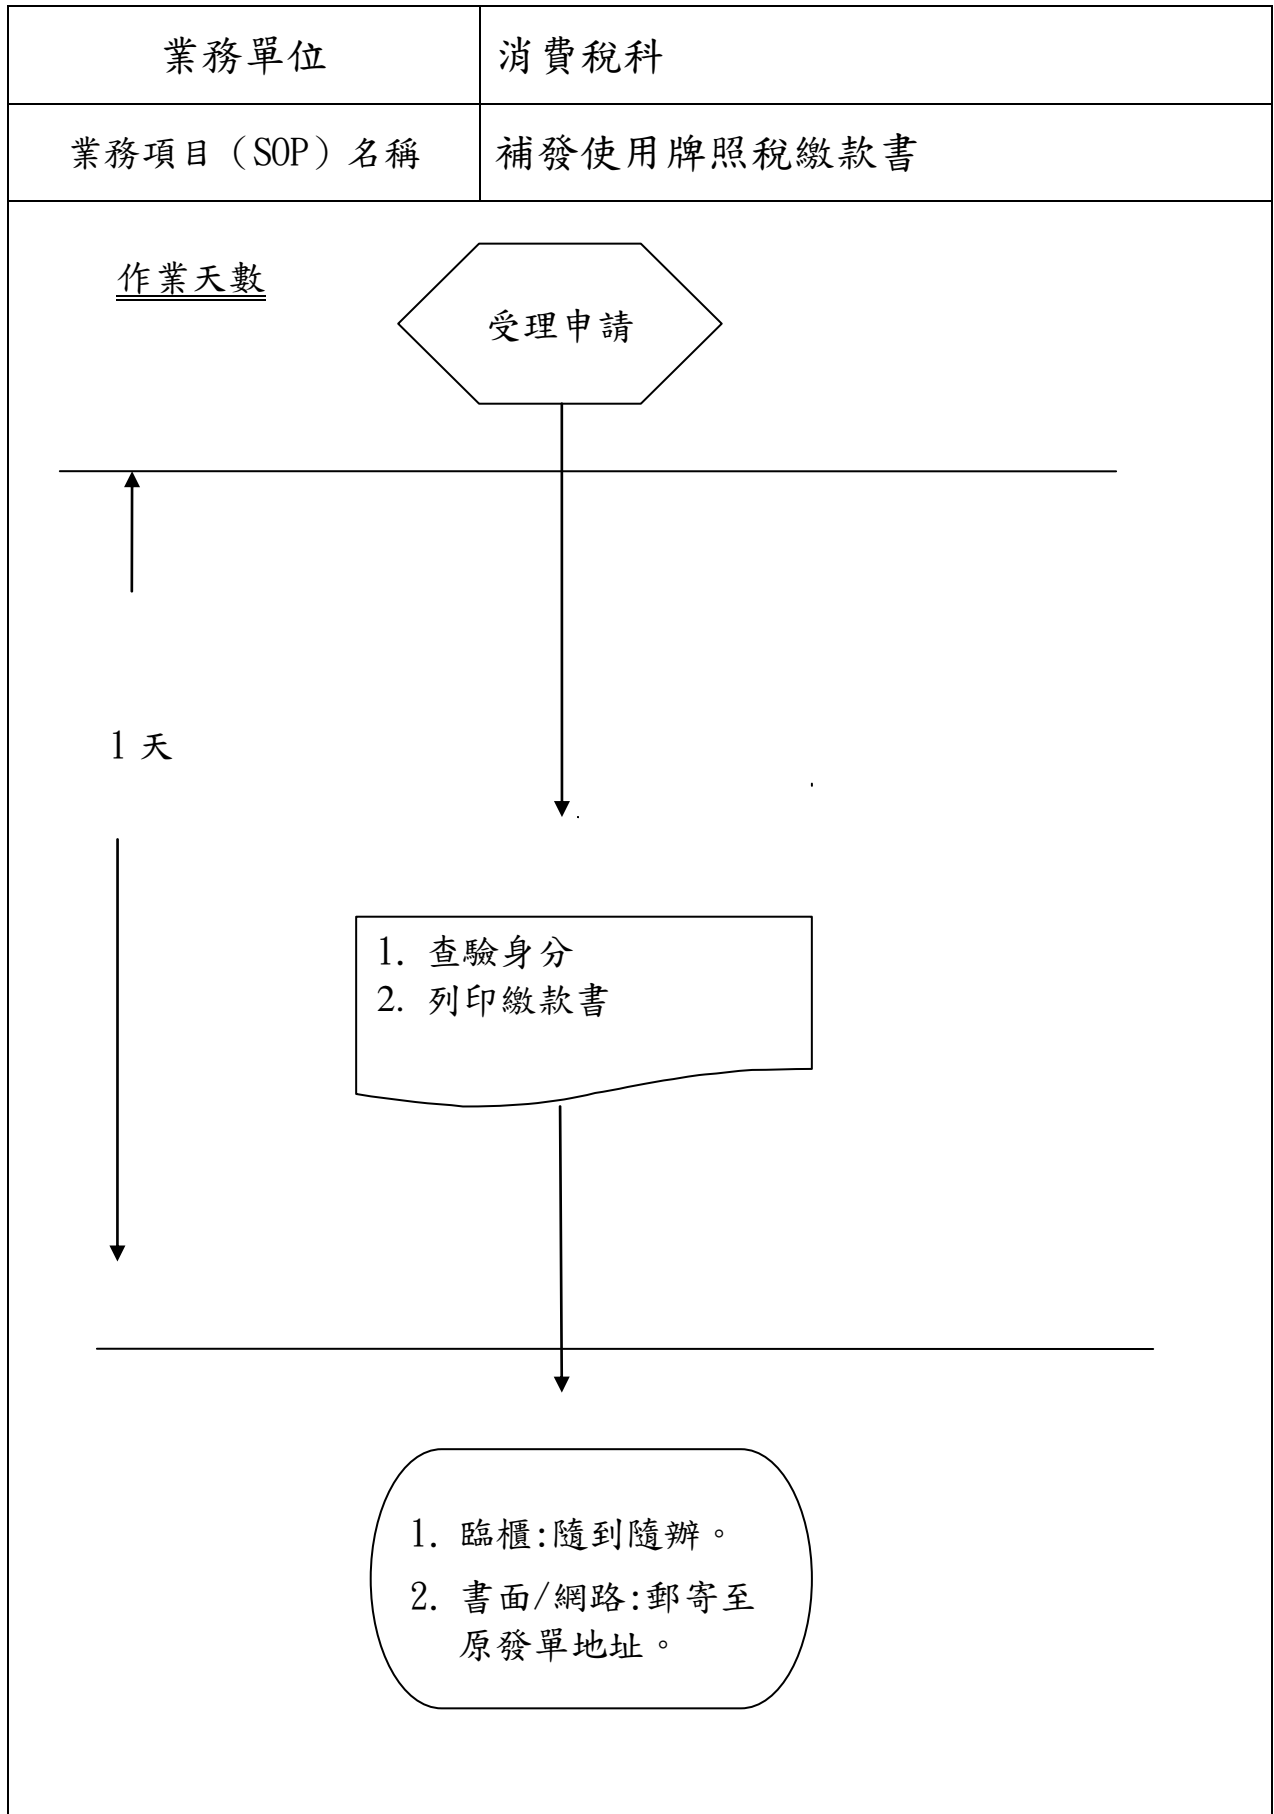 業務單位
消費稅科
業務項目（SOP）名稱
補發使用牌照稅繳款書
作業天數
受理申請
1 天
1. 查驗身分
2. 列印繳款書
1. 臨櫃:隨到隨辦。
2. 書面/網路:郵寄至
原發單地址。